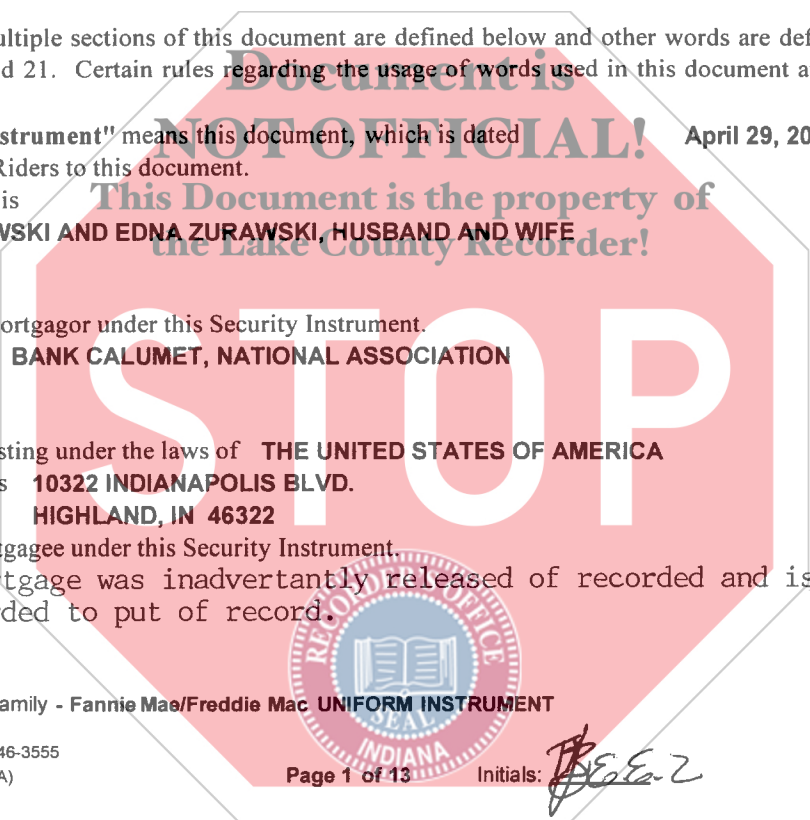 ultiple sections of this document are defined below and other words are def
d 21. Certain rules regarding the usage of words used in this document a
Document is
strument" means this document, which is dated April 29, 20
NOT OFFICIAL!
Riders to this document.
is
This Document is the property of
WSKI AND EDNA ZURAWSKI, HUSBAND AND WIFE
the Lake County Recorder!
ortgagor under this Security Instrument.
BANK CALUMET, NATIONAL ASSOCIATION
STOP
sting under the laws of THE UNITED STATES OF AMERICA
s 10322 INDIANAPOLIS BLVD.
HIGHLAND, IN 46322
tgagee under this Security Instrument.
tgage was inadvertantly released of recorded and is
ded to put of record.
RECORDER OFFICE
SEAL
INDIANA
amily - Fannie Mae/Freddie Mac UNIFORM INSTRUMENT
46-3555
A)
Page 1 of 13 Initials: E.E.Z